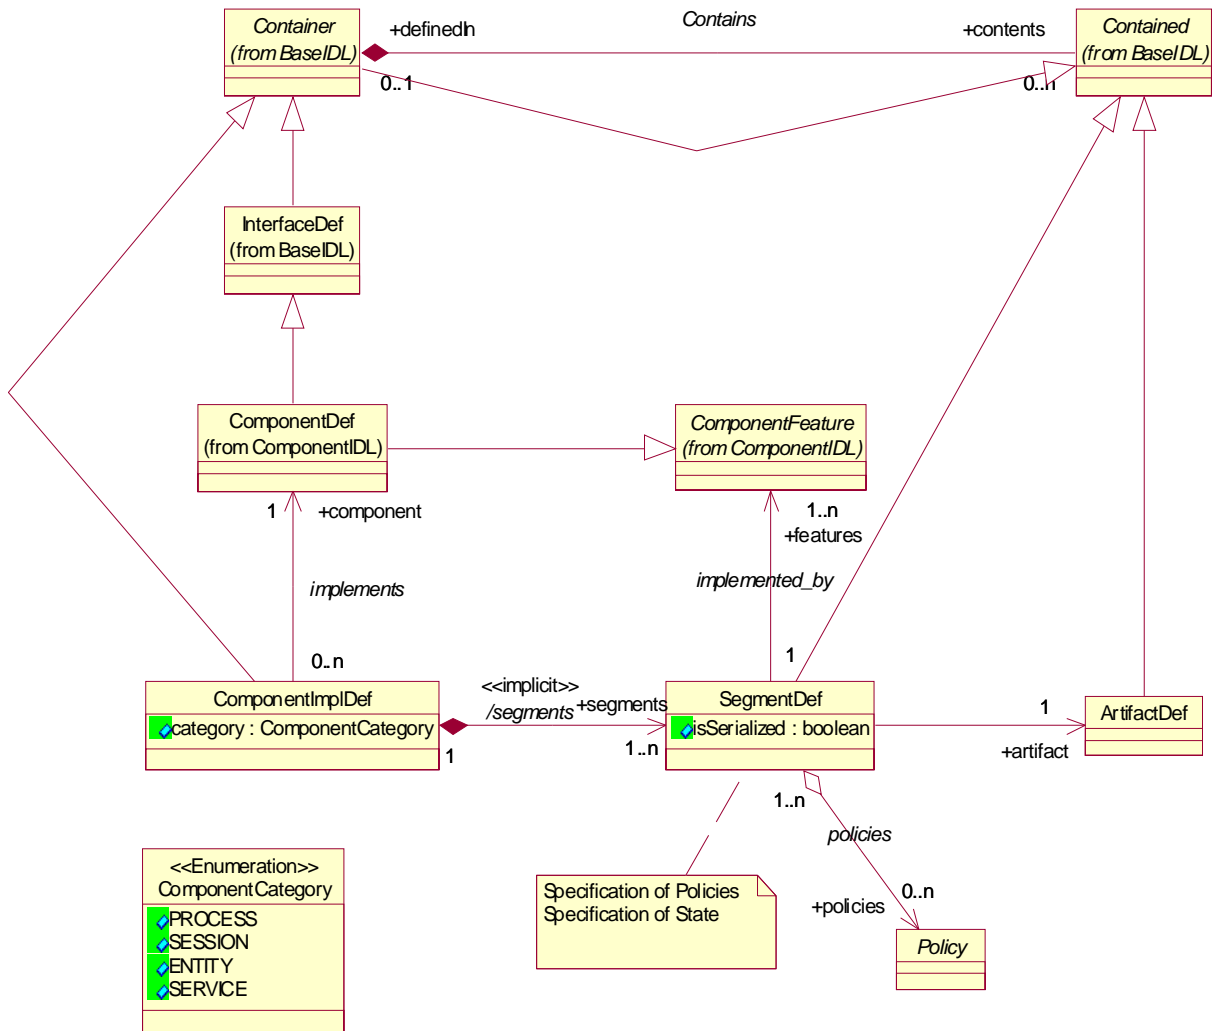 Container
(from BaseIDL)
+definedIn
Contains
+contents
Contained
(from BaseIDL)
0..1
0..n
InterfaceDef
(from BaseIDL)
ComponentDef
(from ComponentIDL)
ComponentFeature
(from ComponentIDL)
1
+component
1..n
+features
implements
implemented_by
0..n
1
ComponentImplDef
category : ComponentCategory
<<implicit>>
/segments
+segments
1
1..n
SegmentDef
isSerialized : boolean
1
+artifact
ArtifactDef
1..n
policies
0..n
+policies
Policy
Specification of Policies
Specification of State
<<Enumeration>>
ComponentCategory
PROCESS
SESSION
ENTITY
SERVICE